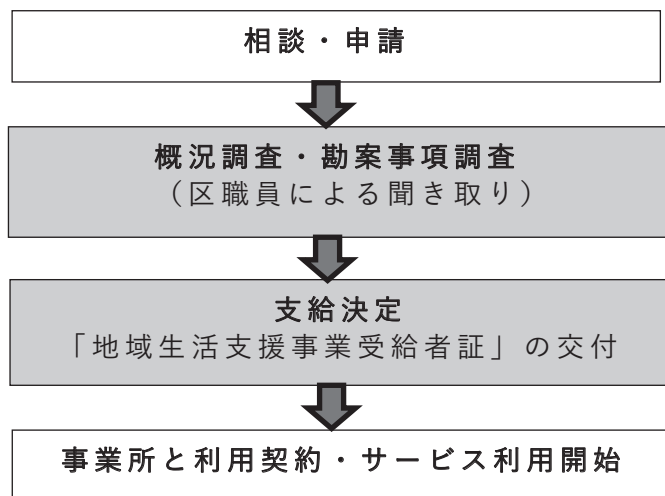 相談・申請
概況調査・勘案事項調査
（区職員による聞き取り）
支給決定
「地域生活支援事業受給者証」の交付
事業所と利用契約・サービス利用開始